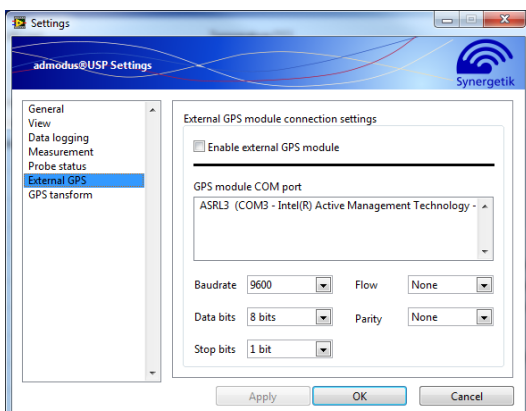 Settings
admodus®USP Settings
Synergetik
General
View
Data logging
Measurement
Probe status
External GPS
GPS tansform
External GPS module connection settings
Enable external GPS module
GPS module COM port
ASRL3 (COM3 - Intel(R) Active Management Technology -
Baudrate 9600 Flow None
Data bits 8 bits Parity None
Stop bits 1 bit
Apply OK Cancel